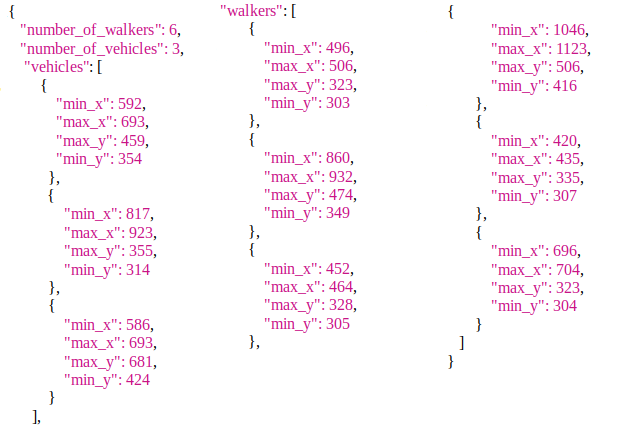 {
"number_of_walkers": 6,
"number_of_vehicles": 3,
"vehicles": [
{
"min_x": 592,
"max_x": 693,
"max_y": 459,
"min_y": 354
},
{
"min_x": 817,
"max_x": 923,
"max_y": 355,
"min_y": 314
},
{
"min_x": 586,
"max_x": 693,
"max_y": 681,
"min_y": 424
}
],
"walkers": [
{
"min_x": 496,
"max_x": 506,
"max_y": 323,
"min_y": 303
},
{
"min_x": 860,
"max_x": 932,
"max_y": 474,
"min_y": 349
},
{
"min_x": 452,
"max_x": 464,
"max_y": 328,
"min_y": 305
},
{
"min_x": 1046,
"max_x": 1123,
"max_y": 506,
"min_y": 416
},
{
"min_x": 420,
"max_x": 435,
"max_y": 335,
"min_y": 307
},
{
"min_x": 696,
"max_x": 704,
"max_y": 323,
"min_y": 304
}
]
}